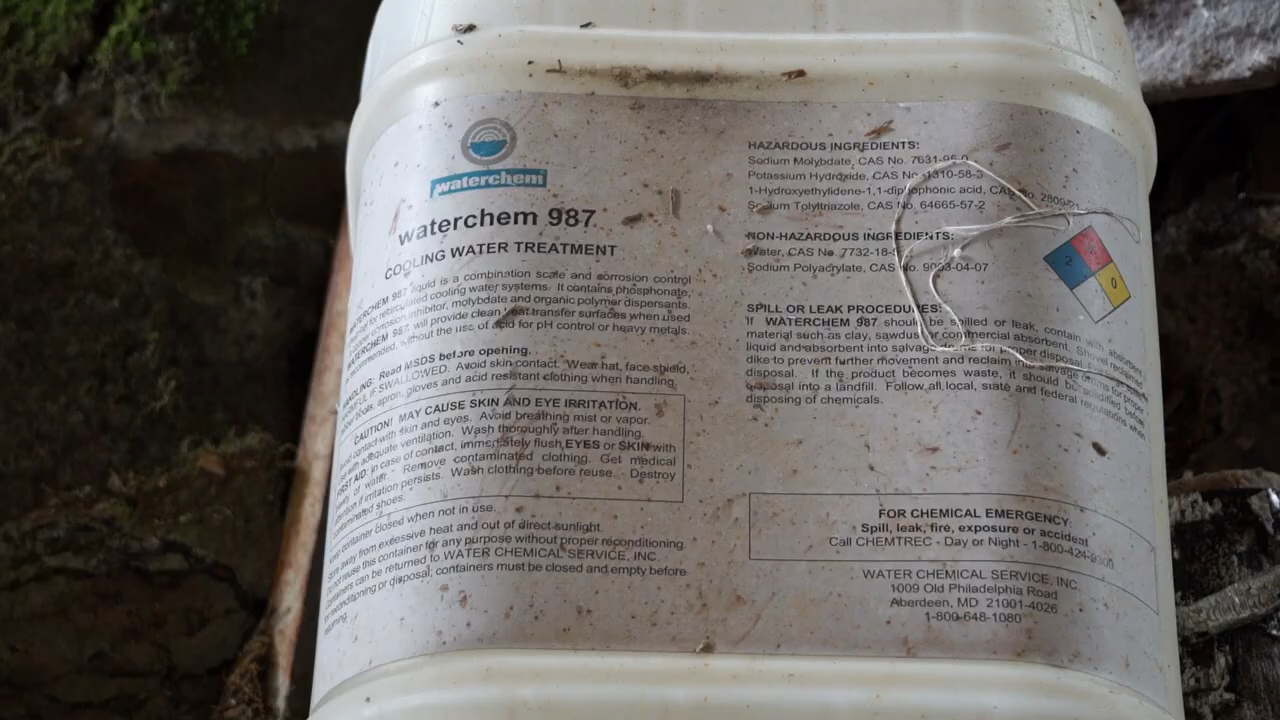 waterchem
waterchem 987
COOLING WATER TREATMENT
WATERCHEM 987 liquid is a combination scale and corrosion control
for recirculated cooling water systems. It contains phosphonate,
corrosion inhibitor, molybdate and organic polymer dispersants.
WATERCHEM 987 will provide clean heat transfer surfaces when used
recommended, without the use of acid for pH control or heavy metals.
HANDLING: Read MSDS before opening.
HARMFUL IF SWALLOWED. Avoid skin contact. Wear hat, face shield,
boots, apron, gloves and acid resistant clothing when handling.
CAUTION! MAY CAUSE SKIN AND EYE IRRITATION.
Avoid contact with skin and eyes. Avoid breathing mist or vapor.
Use with adequate ventilation. Wash thoroughly after handling.
FIRST AID: In case of contact, immediately flush EYES or SKIN with
plenty of water. Remove contaminated clothing. Get medical
attention if irritation persists. Wash clothing before reuse. Destroy
contaminated shoes.
Keep container closed when not in use.
Store away from excessive heat and out of direct sunlight.
Do not reuse this container for any purpose without proper reconditioning.
Containers can be returned to WATER CHEMICAL SERVICE, INC.
for reconditioning or disposal; containers must be closed and empty before
returning.
HAZARDOUS INGREDIENTS:
Sodium Molybdate, CAS No. 7631-95-0
Potassium Hydroxide, CAS No. 1310-58-3
1-Hydroxyethylidene-1,1-diphophonic acid, CAS No. 2809-21-
Sodium Tolyltriazole, CAS No. 64665-57-2
NON-HAZARDOUS INGREDIENTS:
Water, CAS No. 7732-18-
Sodium Polyadrylate, CAS No. 9003-04-07
2
0
SPILL OR LEAK PROCEDURES:
If WATERCHEM 987 should be spilled or leak, contain with absorbent
material such as clay, sawdust or commercial absorbent. Shovel reclaimed
liquid and absorbent into salvage drums for proper disposal
dike to prevent further movement and reclaim into salvage drums for proper
disposal. If the product becomes waste, it should be solidified before
disposal into a landfill. Follow all local, state and federal regulations when
disposing of chemicals.
FOR CHEMICAL EMERGENCY:
Spill, leak, fire, exposure or accident
Call CHEMTREC - Day or Night - 1-800-424-9300
WATER CHEMICAL SERVICE, INC.
1009 Old Philadelphia Road
Aberdeen, MD 21001-4026
1-800-648-1080